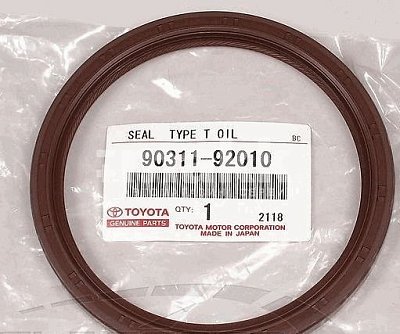 SEAL TYPE T OIL BC
90311-92010
TOYOTA QTY: 1 2118
GENUINE PARTS TOYOTA MOTOR CORPORATION
MADE IN JAPAN